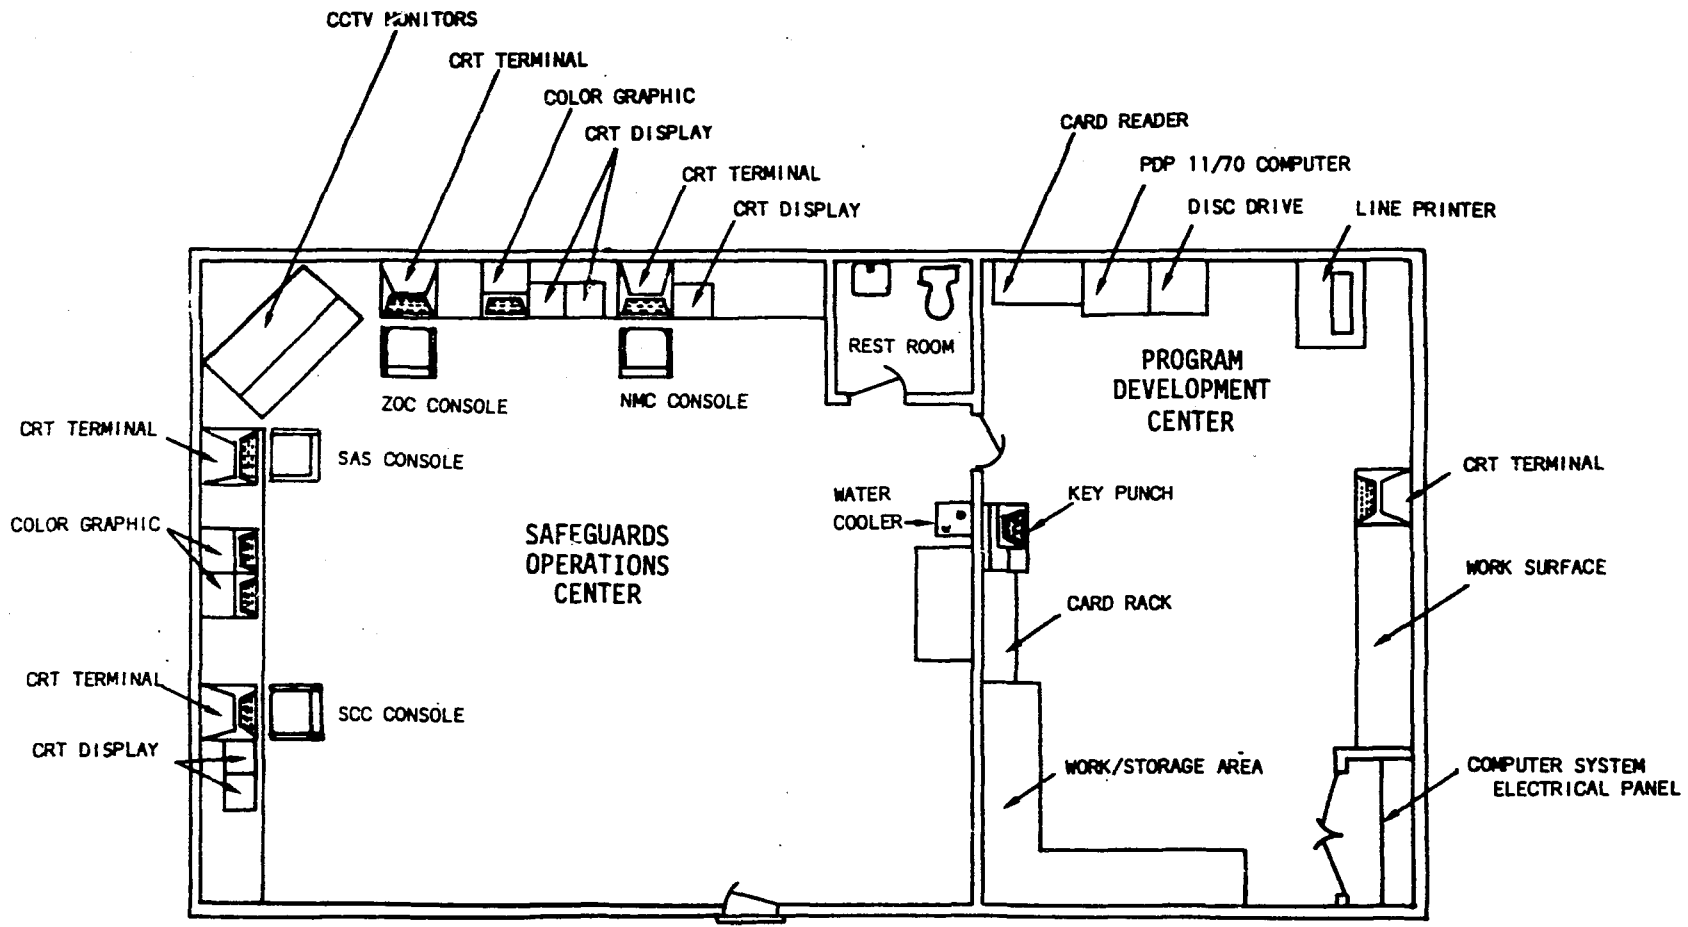 CCTV MONITORS
CRT TERMINAL
COLOR GRAPHIC
CRT DISPLAY
CRT TERMINAL
CRT DISPLAY
CARD READER
PDP 11/70 COMPUTER
DISC DRIVE
LINE PRINTER
REST ROOM
PROGRAM
DEVELOPMENT
CENTER
ZOC CONSOLE
NMC CONSOLE
CRT TERMINAL
SAS CONSOLE
CRT TERMINAL
WATER
COOLER
KEY PUNCH
COLOR GRAPHIC
SAFEGUARDS
OPERATIONS
CENTER
WORK SURFACE
CARD RACK
CRT TERMINAL
SCC CONSOLE
CRT DISPLAY
WORK/STORAGE AREA
COMPUTER SYSTEM
ELECTRICAL PANEL